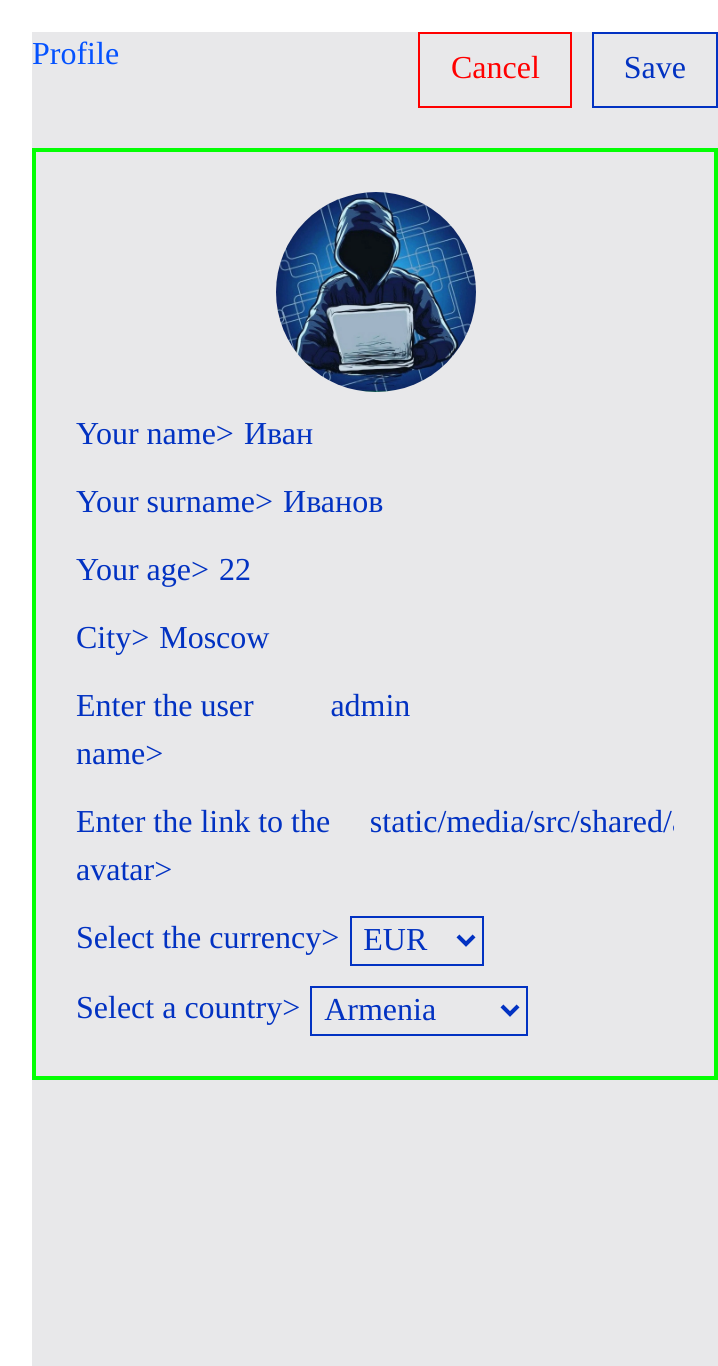 Profile Cancel Save
Your name> Иван
Your surname> Иванов
Your age> 22
City> Moscow
Enter the user admin
name>
Enter the link to the static/media/src/shared/
avatar>
Select the currency> EUR
Select a country> Armenia